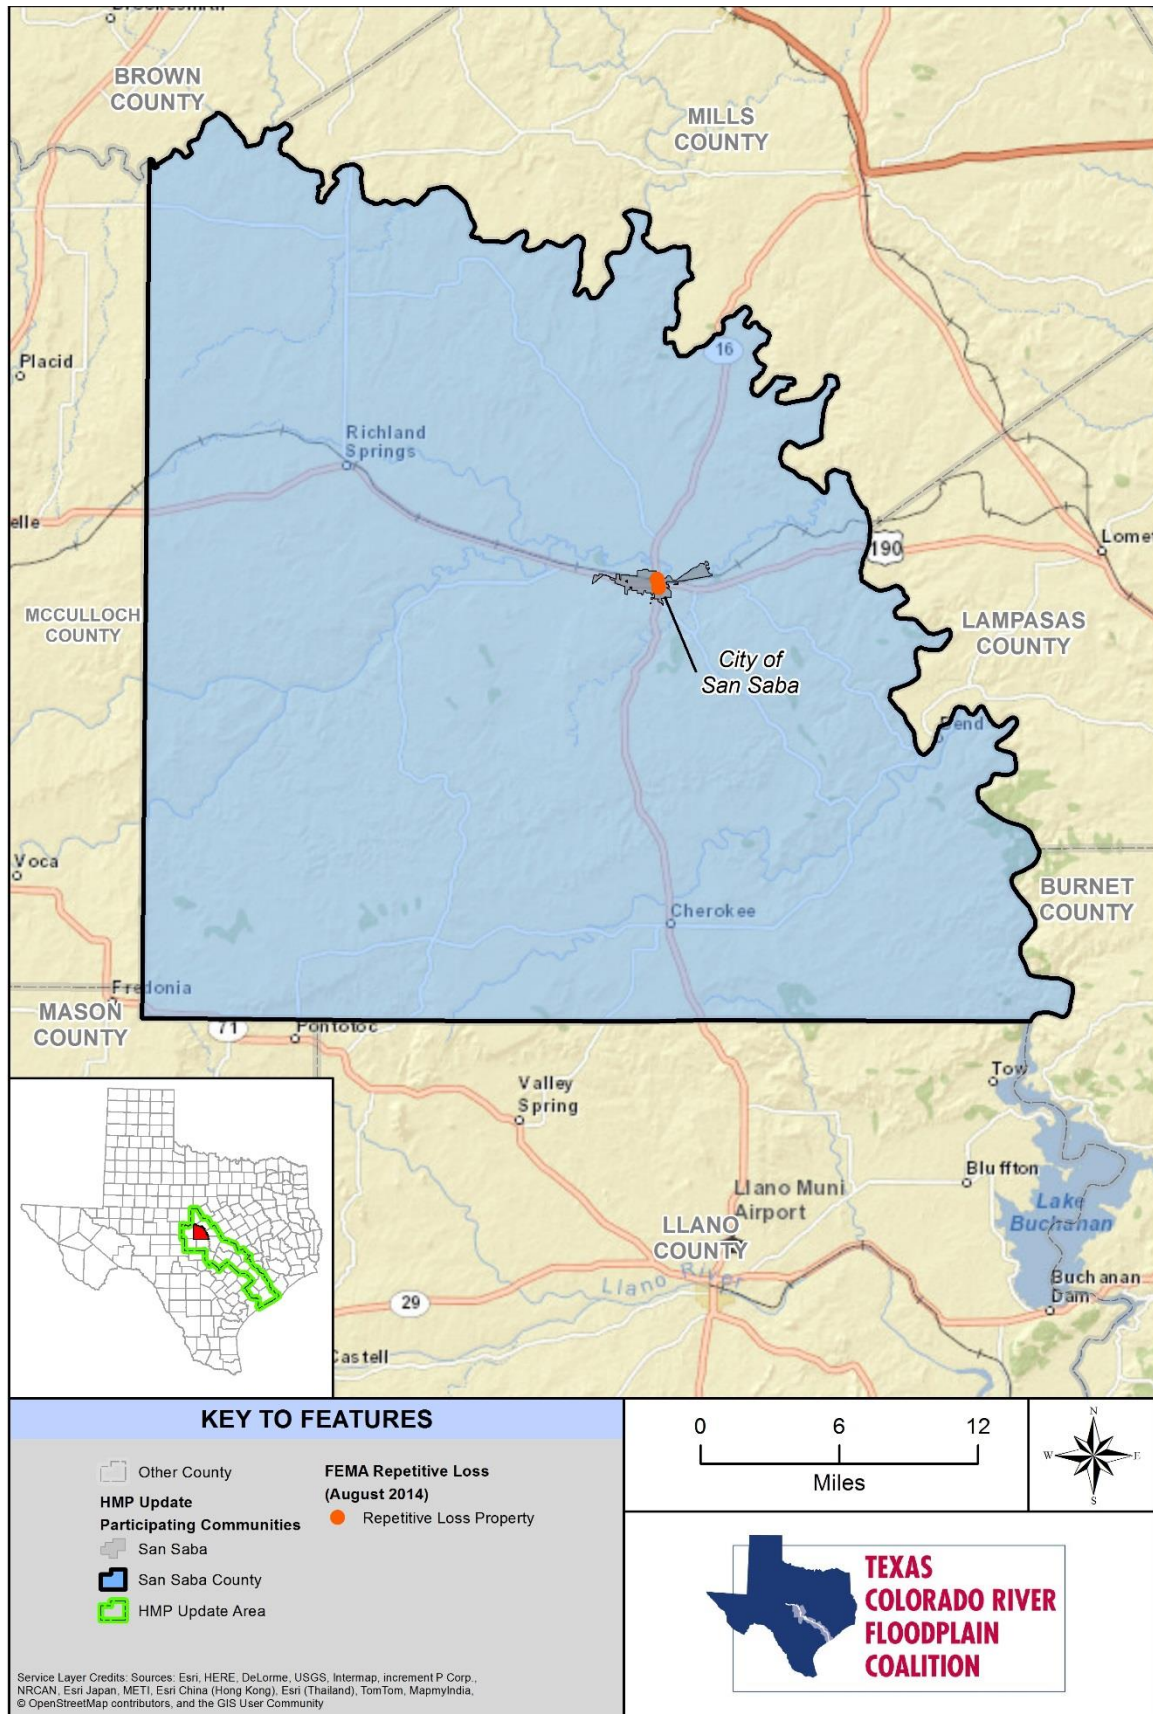 BROWN
COUNTY
MILLS
COUNTY
16
Placid
Richland
Springs
elle
190
Lomet
MCCULLOCH
COUNTY
LAMPASAS
COUNTY
City of
San Saba
Bend
Voca
BURNET
COUNTY
Cherokee
Fredonia
MASON
COUNTY
71
Pontotoc
Tow
Valley
Spring
Bluffton
Llano Muni
Airport
Lake
Buchanan
LLANO
COUNTY
Llano River
Buchanan
Dam
29
Castell
KEY TO FEATURES
Other County
HMP Update
Participating Communities
San Saba
San Saba County
HMP Update Area
FEMA Repetitive Loss
(August 2014)
Repetitive Loss Property
Service Layer Credits: Sources: Esri, HERE, DeLorme, USGS, Intermap, increment P Corp.,
NRCAN, Esri Japan, METI, Esri China (Hong Kong), Esri (Thailand), TomTom, MapmyIndia,
© OpenStreetMap contributors, and the GIS User Community
0 6 12
Miles
N
W E
S
TEXAS
COLORADO RIVER
FLOODPLAIN
COALITION